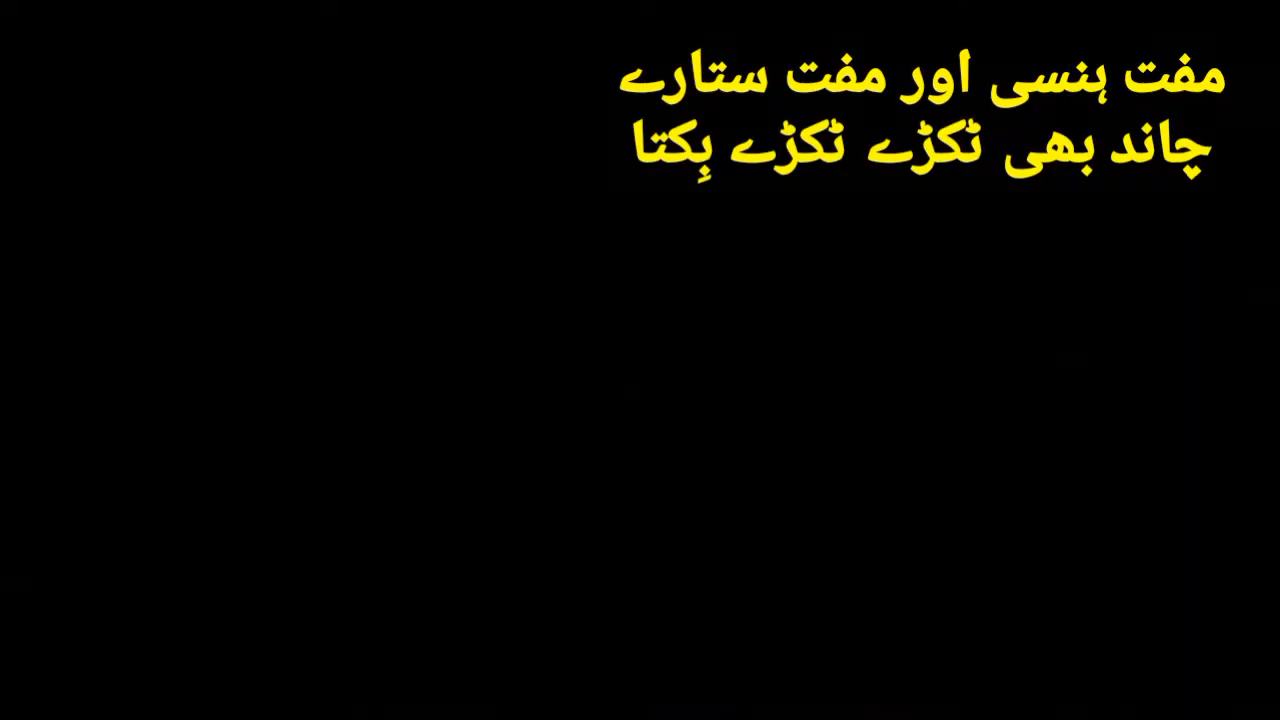 مفت ہنسی اور مفت ستارے
چاند بھی ٹکڑے ٹکڑے بِکتا